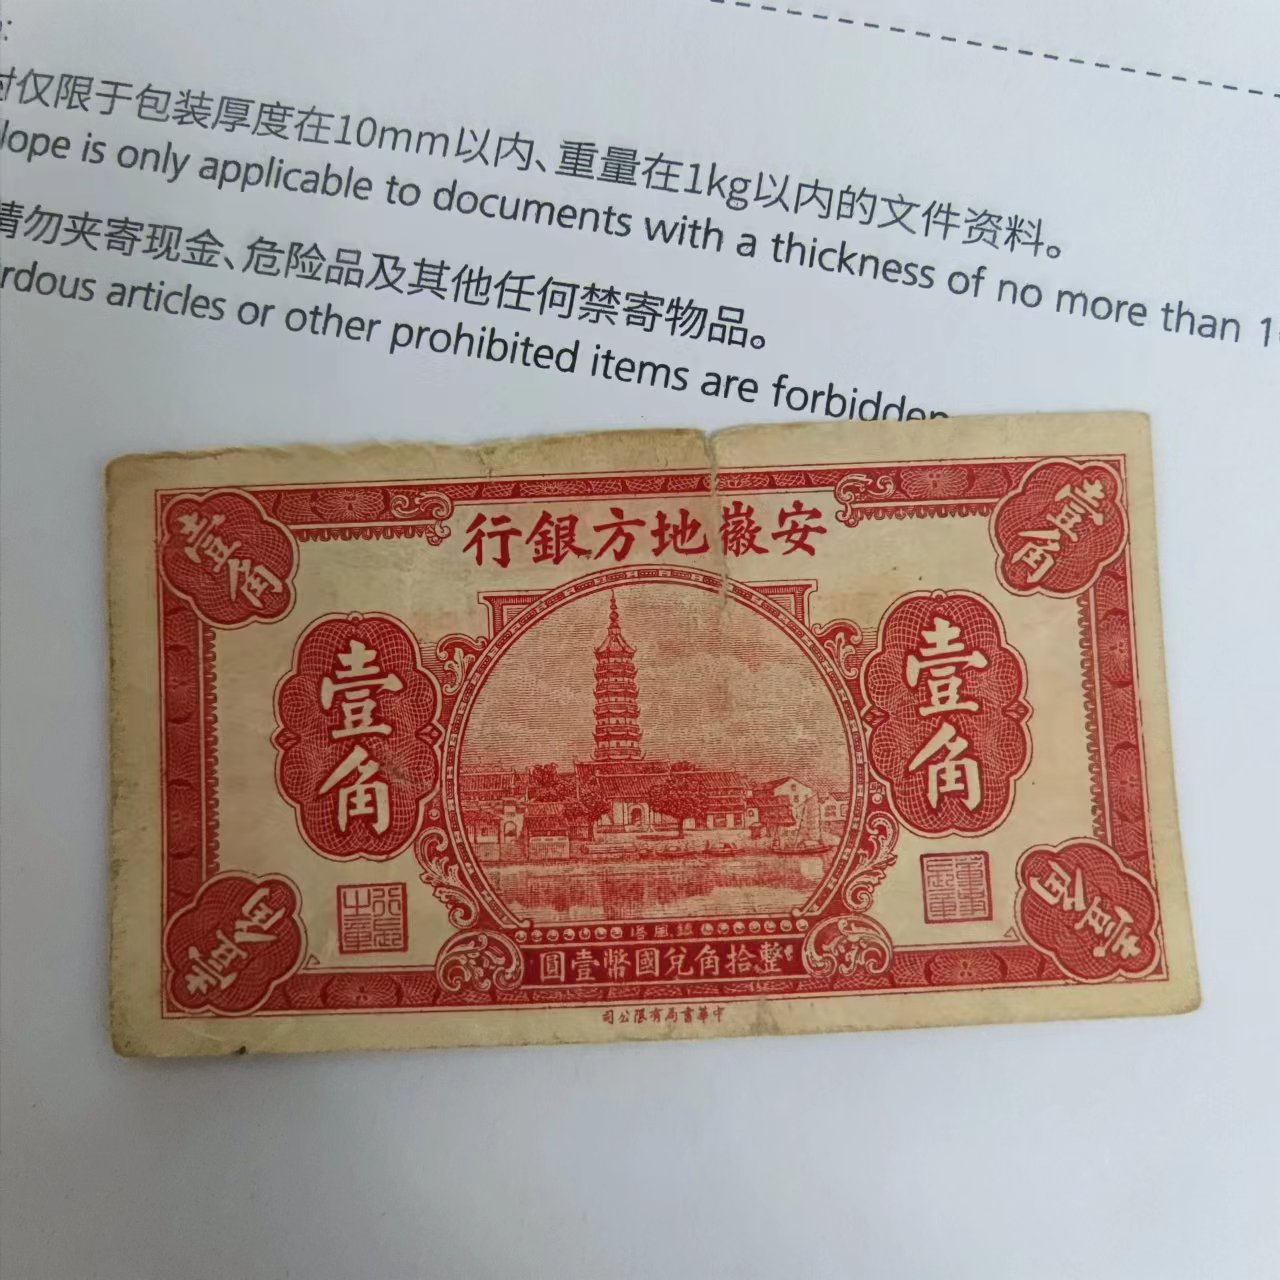 封仅限于包装厚度在10mm以内、重量在1kg以内的文件资料。
lope is only applicable to documents with a thickness of no more than 1
请勿夹寄现金、危险品及其他任何禁寄物品。
rdous articles or other prohibited items are forbidden
行銀方地徽安
壹角
壹角
壹角
壹角
塔風振
圓壹幣國兌角拾整
壹角
壹角
司公限有局書華中